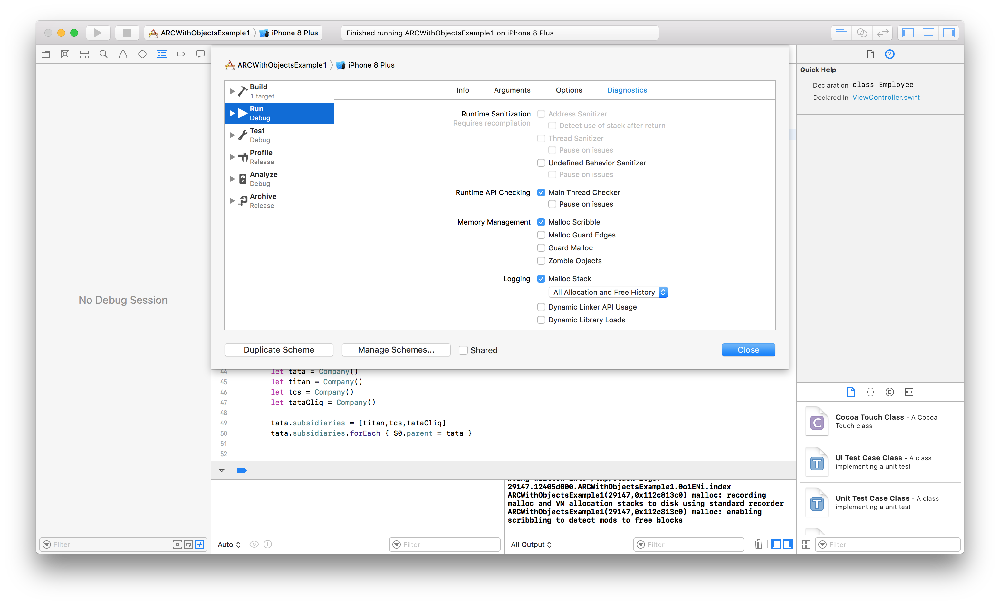 ARCWithObjectsExample1 〉 iPhone 8 Plus
Finished running ARCWithObjectsExample1 on iPhone 8 Plus
ARCWithObjectsExample1 〉 iPhone 8 Plus
Build
1 target
Run
Debug
Test
Debug
Profile
Release
Analyze
Debug
Archive
Release
Info Arguments Options Diagnostics
Runtime Sanitization Address Sanitizer
Requires recompilation
Detect use of stack after return
Thread Sanitizer
Pause on issues
Undefined Behavior Sanitizer
Pause on issues
Runtime API Checking Main Thread Checker
Pause on issues
Memory Management Malloc Scribble
Malloc Guard Edges
Guard Malloc
Zombie Objects
Logging Malloc Stack
All Allocation and Free History
Dynamic Linker API Usage
Dynamic Library Loads
Duplicate Scheme Manage Schemes... Shared Close
No Debug Session
Quick Help
Declaration class Employee
Declared In ViewController.swift
44 let tata = Company()
45 let titan = Company()
46 let tcs = Company()
47 let tataCliq = Company()
48
49 tata.subsidiaries = [titan,tcs,tataCliq]
50 tata.subsidiaries.forEach { $0.parent = tata }
51
52
29147.12405d000.ARCWithObjectsExample1.0o1ENi.index
ARCWithObjectsExample1(29147,0x112c813c0) malloc: recording
malloc and VM allocation stacks to disk using standard recorder
ARCWithObjectsExample1(29147,0x112c813c0) malloc: enabling
scribbling to detect mods to free blocks
Cocoa Touch Class - A Cocoa
Touch class
UI Test Case Class - A class
implementing a unit test
Unit Test Case Class - A class
implementing a unit test
Filter
Auto
Filter
All Output
Filter
Filter